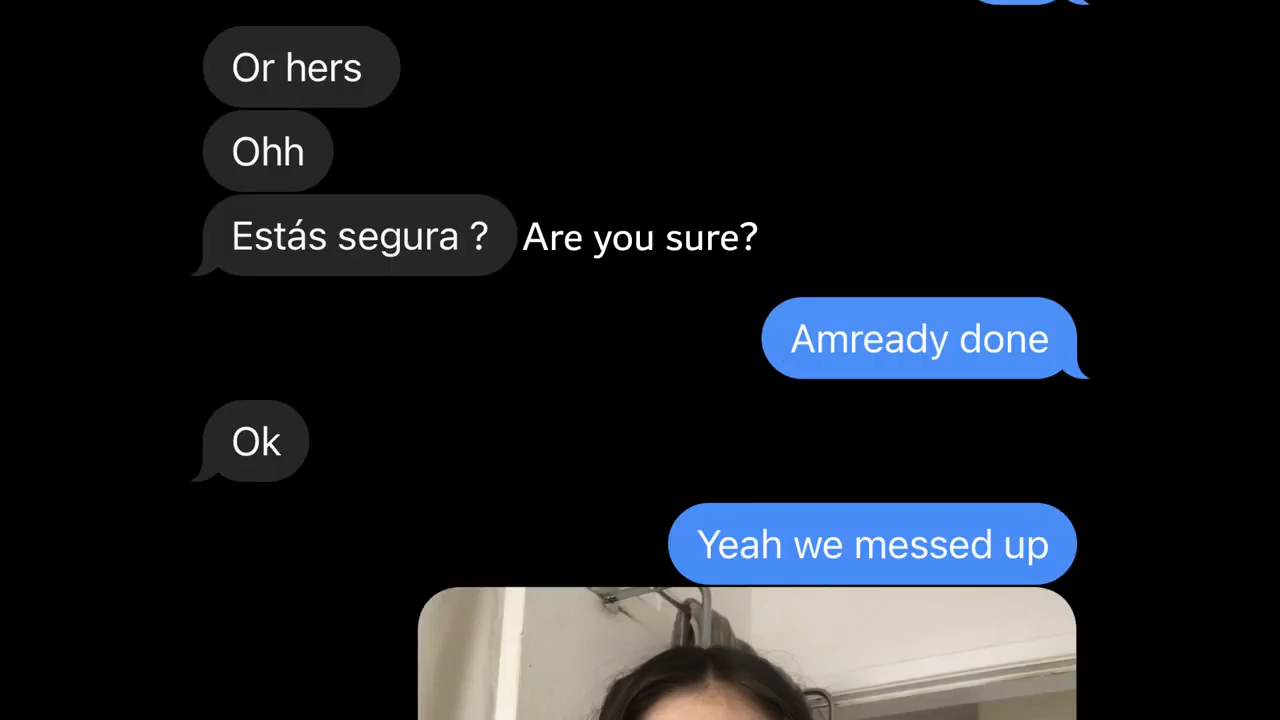 Or hers
Ohh
Estás segura ? Are you sure?
Amready done
Ok
Yeah we messed up